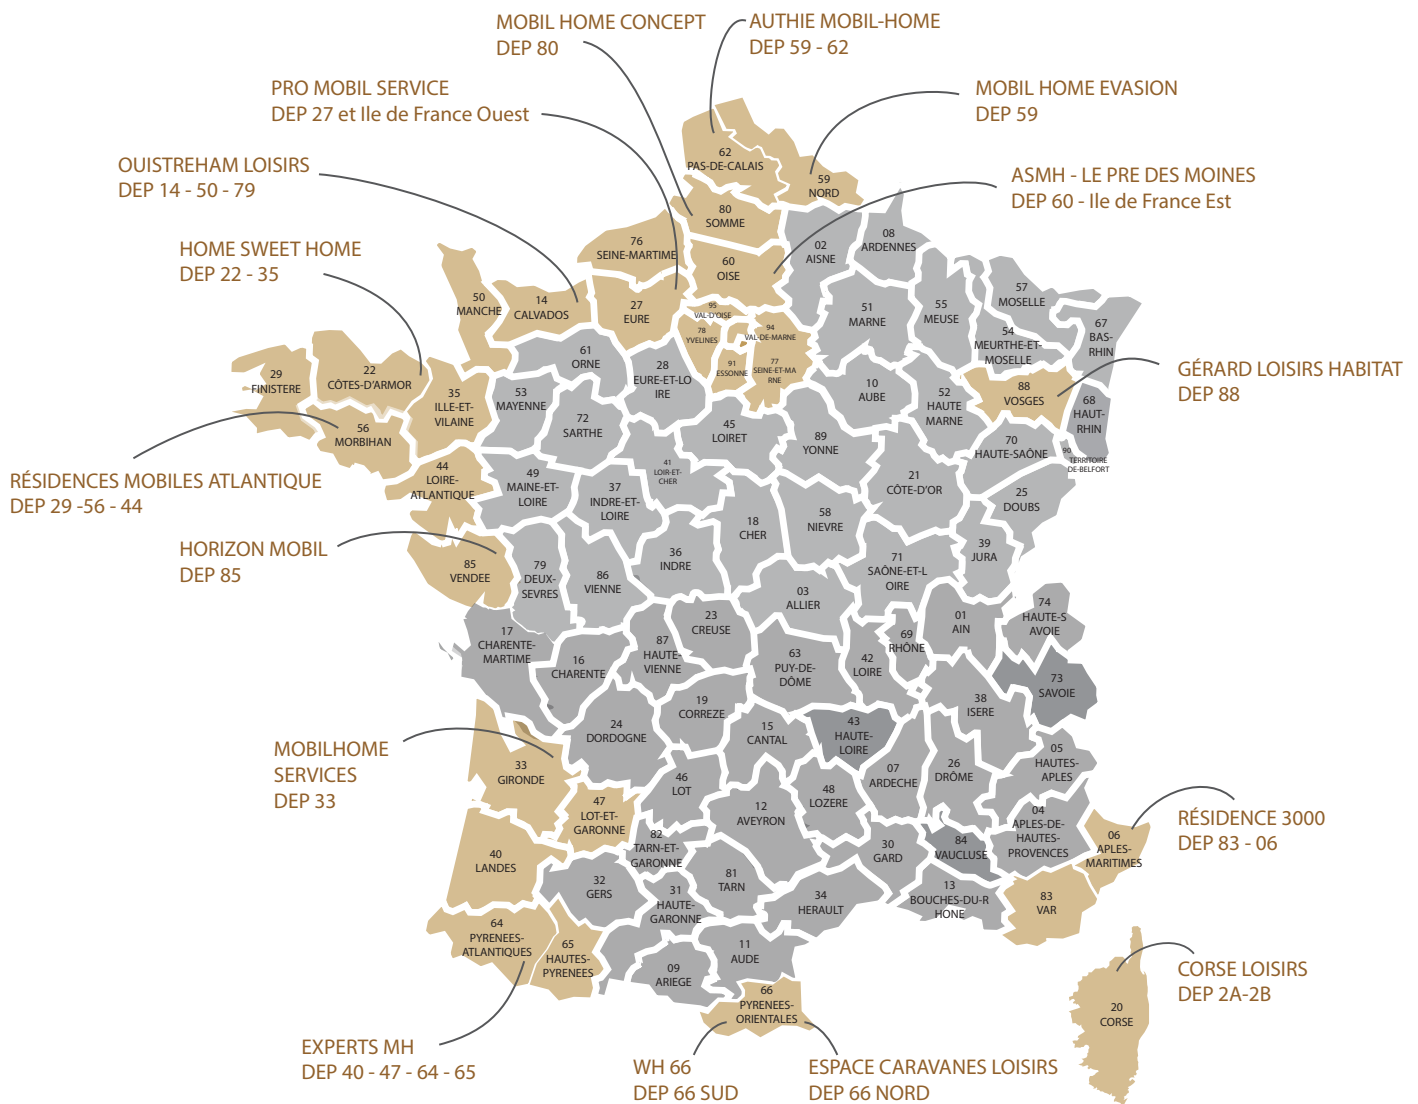 MOBIL HOME CONCEPT
DEP 80
AUTHIE MOBIL-HOME
DEP 59 - 62
PRO MOBIL SERVICE
DEP 27 et Ile de France Ouest
MOBIL HOME EVASION
DEP 59
OUISTREHAM LOISIRS
DEP 14 - 50 - 79
ASMH - LE PRE DES MOINES
DEP 60 - Ile de France Est
HOME SWEET HOME
DEP 22 - 35
GÉRARD LOISIRS HABITAT
DEP 88
RÉSIDENCES MOBILES ATLANTIQUE
DEP 29 -56 - 44
HORIZON MOBIL
DEP 85
MOBILHOME
SERVICES
DEP 33
RÉSIDENCE 3000
DEP 83 - 06
CORSE LOISIRS
DEP 2A-2B
EXPERTS MH
DEP 40 - 47 - 64 - 65
WH 66
DEP 66 SUD
ESPACE CARAVANES LOISIRS
DEP 66 NORD
62
PAS-DE-CALAIS
59
NORD
80
SOMME
76
SEINE-MARTIME
60
OISE
02
AISNE
08
ARDENNES
50
MANCHE
14
CALVADOS
27
EURE
95
VAL-D'OISE
78
YVELINES
94
VAL-DE-MARNE
91
ESSONNE
77
SEINE-ET-MA
RNE
51
MARNE
55
MEUSE
57
MOSELLE
54
MEURTHE-ET-
MOSELLE
67
BAS-
RHIN
29
FINISTERE
22
CÔTES-D'ARMOR
35
ILLE-ET-
VILAINE
56
MORBIHAN
61
ORNE
28
EURE-ET-LO
IRE
53
MAYENNE
72
SARTHE
45
LOIRET
10
AUBE
52
HAUTE
MARNE
88
VOSGES
68
HAUT-
RHIN
89
YONNE
70
HAUTE-SAÔNE
90
TERRITOIRE
DE-BELFORT
44
LOIRE-
ATLANTIQUE
49
MAINE-ET-
LOIRE
37
INDRE-ET-
LOIRE
41
LOIR-ET-
CHER
18
CHER
58
NIEVRE
21
CÔTE-D'OR
25
DOUBS
39
JURA
85
VENDEE
79
DEUX-
SEVRES
86
VIENNE
36
INDRE
71
SAÔNE-ET-L
OIRE
03
ALLIER
17
CHARENTE-
MARTIME
16
CHARENTE
87
HAUTE-
VIENNE
23
CREUSE
63
PUY-DE-
DÔME
42
LOIRE
69
RHÔNE
01
AIN
74
HAUTE-S
AVOIE
73
SAVOIE
38
ISERE
19
CORREZE
24
DORDOGNE
15
CANTAL
43
HAUTE-
LOIRE
07
ARDECHE
26
DRÔME
05
HAUTES-
APLES
33
GIRONDE
47
LOT-ET-
GARONNE
46
LOT
12
AVEYRON
48
LOZERE
04
APLES-DE-
HAUTES-
PROVENCES
06
APLES-
MARITIMES
40
LANDES
82
TARN-ET-
GARONNE
32
GERS
31
HAUTE-
GARONNE
81
TARN
30
GARD
84
VAUCLUSE
34
HERAULT
13
BOUCHES-DU-R
HONE
83
VAR
64
PYRENEES-
ATLANTIQUES
65
HAUTES-
PYRENEES
09
ARIEGE
11
AUDE
66
PYRENEES-
ORIENTALES
20
CORSE